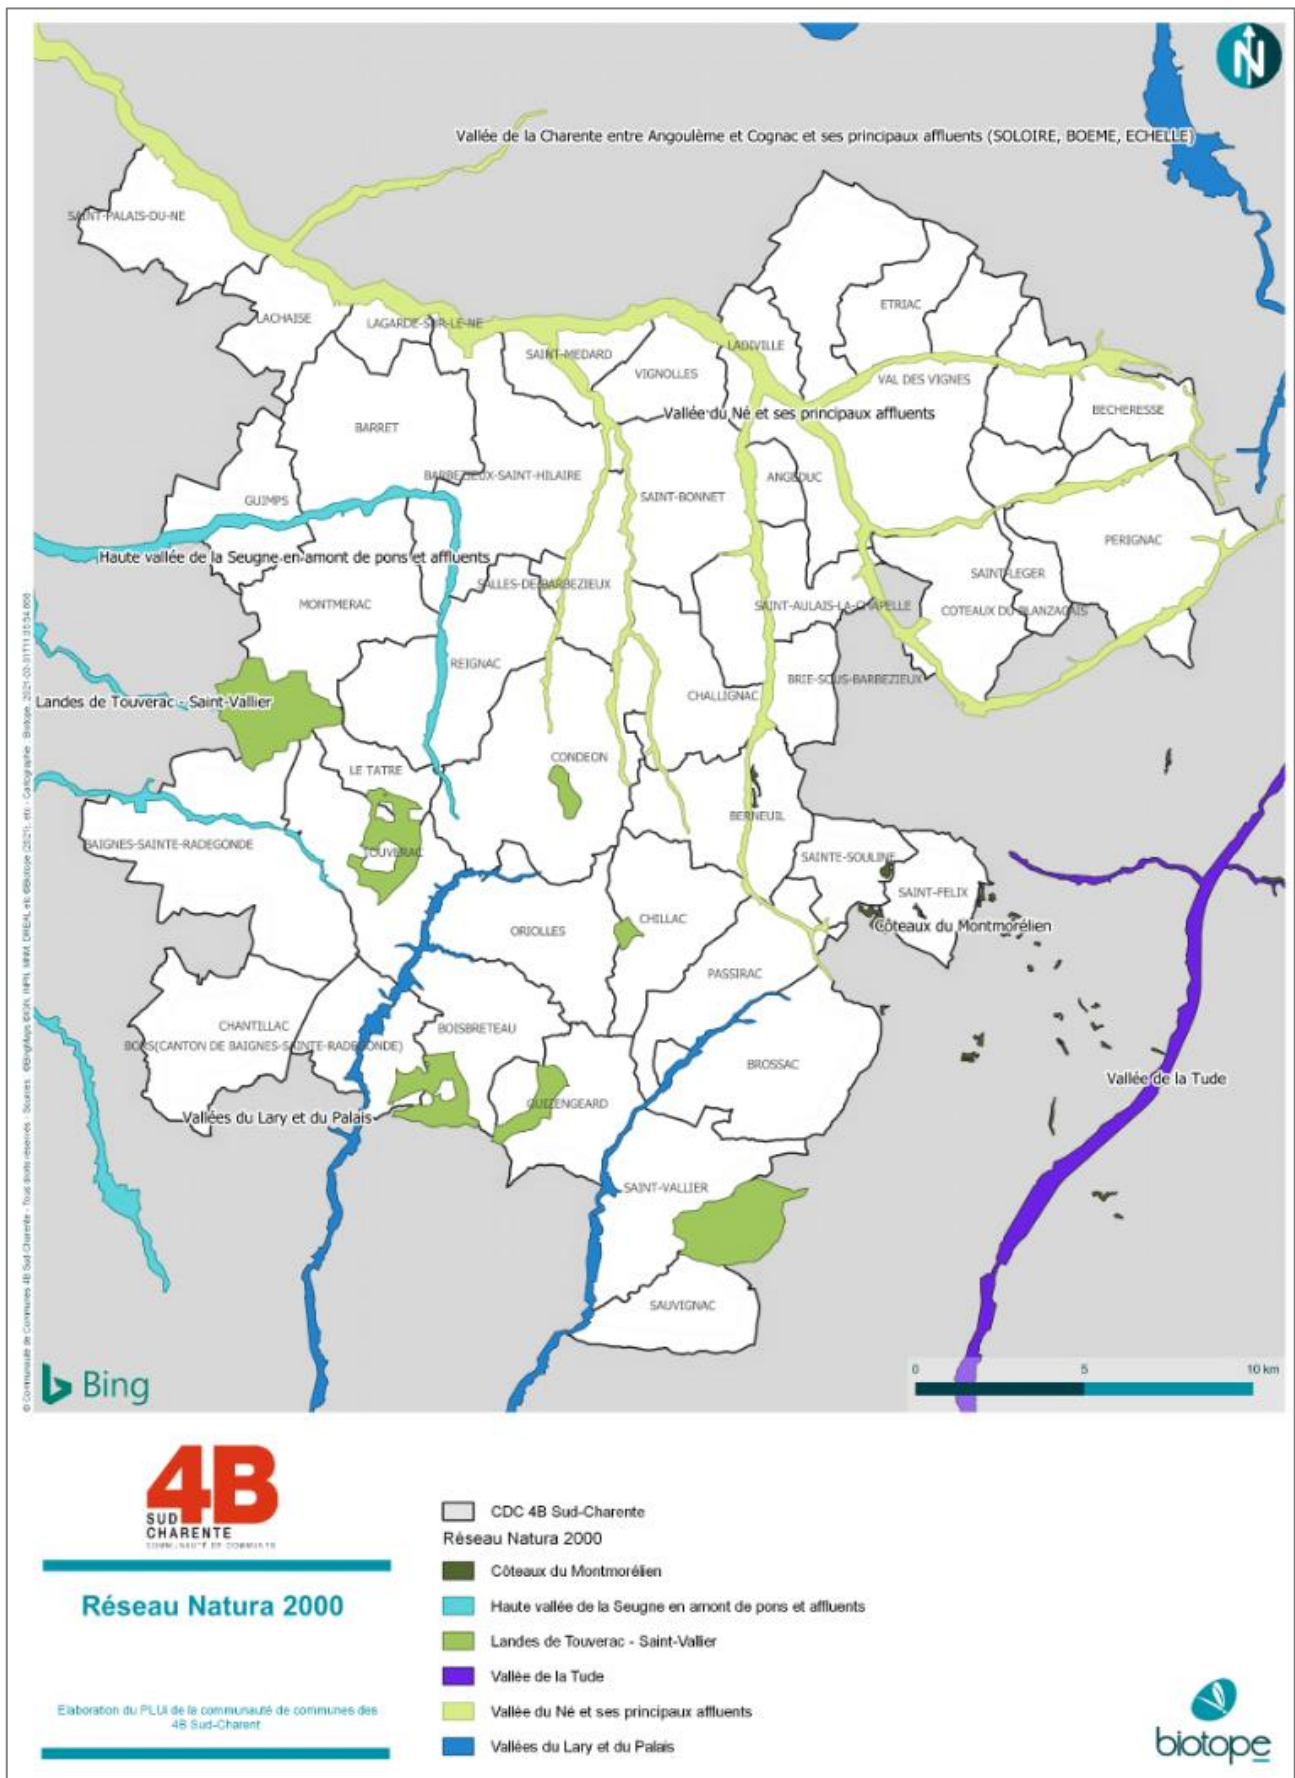 N
Vallée de la Charente entre Angoulème et Cognac et ses principaux affluents (SOLOIRE, BOEME, ECHELLE)
SAINT-PALAIS-DU-NE
ETRIAC
LACHAISE
LAGARDE-SUR-LE-NE
LADIVILLE
SAINT-MEDARD
VIGNOLLES
VAL DES VIGNES
BECHERESSE
Vallée du Né et ses principaux affluents
BARRET
BARBEZIEUX-SAINT-HILAIRE
ANGEDUC
SAINT-BONNET
GUIMPS
PERIGNAC
Haute vallée de la Seugne en amont de pons et affluents
SAINT-LEGER
SALLES-DE-BARBEZIEUX
MONTMERAC
SAINT-AULAIS-LA-CHAPELLE
COTEAUX DU BLANZACAIS
REIGNAC
BRIE-SOUS-BARBEZIEUX
CHALLIGNAC
Landes de Touverac - Saint-Vallier
CONDEON
LE TATRE
BERNEUIL
BAIGNES-SAINTE-RADEGONDE
TOUVERAC
SAINTE-SOULINE
SAINT-FELIX
CHILLAC
Côteaux du Montmorélien
ORIOLLES
PASSIRAC
CHANTILLAC
BOISBRETEAU
BORS(CANTON DE BAIGNES-SAINTE-RADEGONDE)
BROSSAC
Vallée de la Tude
GUIZENGEARD
Vallées du Lary et du Palais
SAINT-VALLIER
SAUVIGNAC
0 5 10 km
Bing
4B
SUD
CHARENTE
COMMUNAUTÉ DE COMMUNES
Réseau Natura 2000
Elaboration du PLUi de la communauté de communes des
4B Sud-Charent
CDC 4B Sud-Charente
Réseau Natura 2000
Côteaux du Montmorélien
Haute vallée de la Seugne en amont de pons et affluents
Landes de Touverac - Saint-Vallier
Vallée de la Tude
Vallée du Né et ses principaux affluents
Vallées du Lary et du Palais
biotope